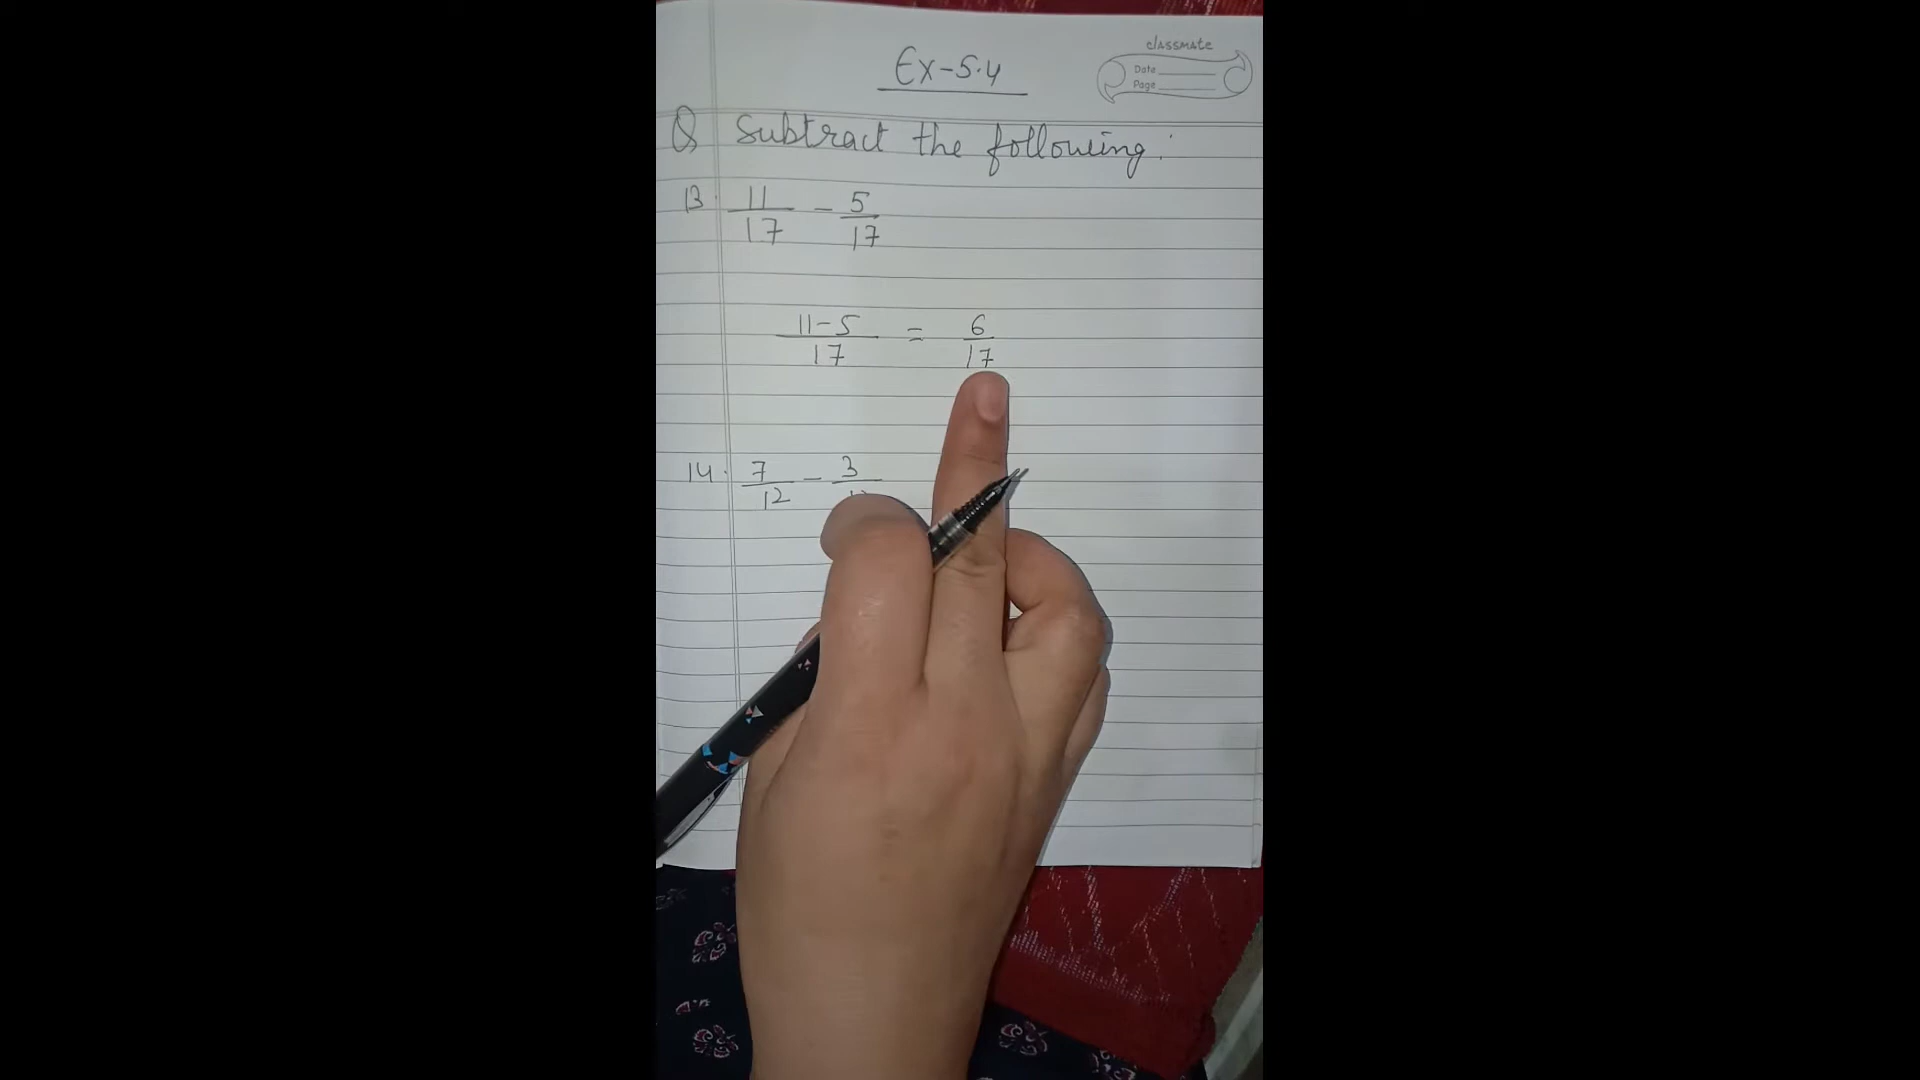 classmate
Date
Page
Ex-5.4
Q Subtract the following:
13. 11/17 - 5/17
11-5/17 = 6/17
14. 7/12 - 3/